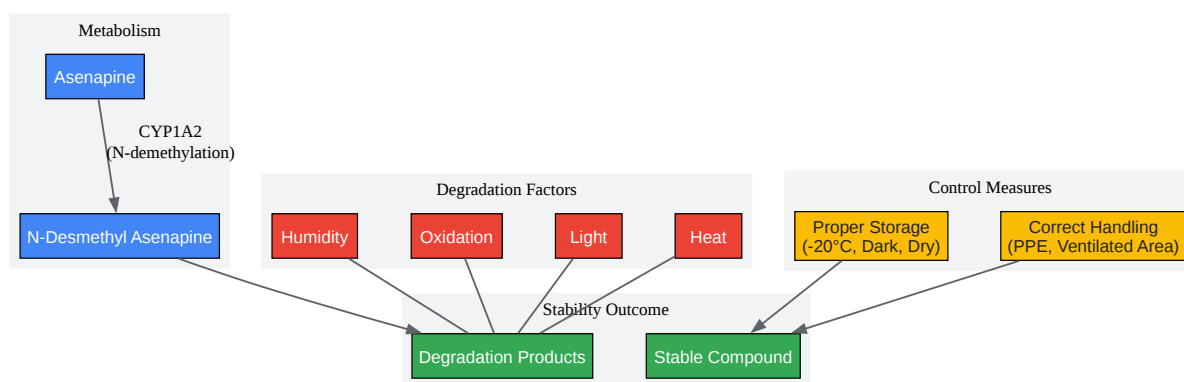 Metabolism
Asenapine
CYP1A2
(N-demethylation)
N-Desmethyl Asenapine
Degradation Factors
Humidity
Oxidation
Light
Heat
Control Measures
Proper Storage
(-20°C, Dark, Dry)
Correct Handling
(PPE, Ventilated Area)
Stability Outcome
Degradation Products
Stable Compound